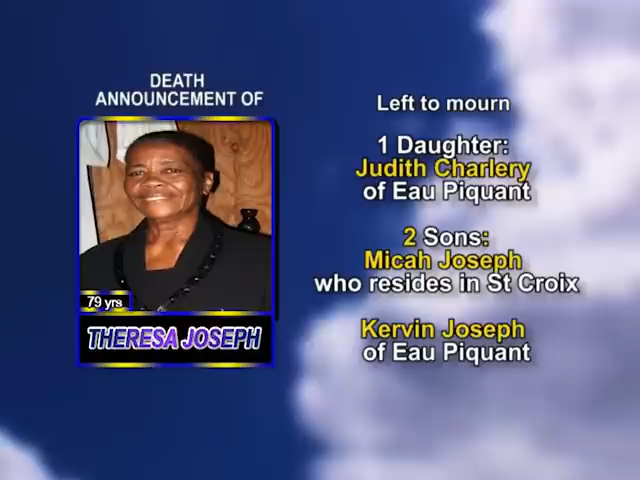 DEATH
ANNOUNCEMENT OF
79 yrs
THERESA JOSEPH
Left to mourn
1 Daughter:
Judith Charlery
of Eau Piquant
2 Sons:
Micah Joseph
who resides in St Croix
Kervin Joseph
of Eau Piquant